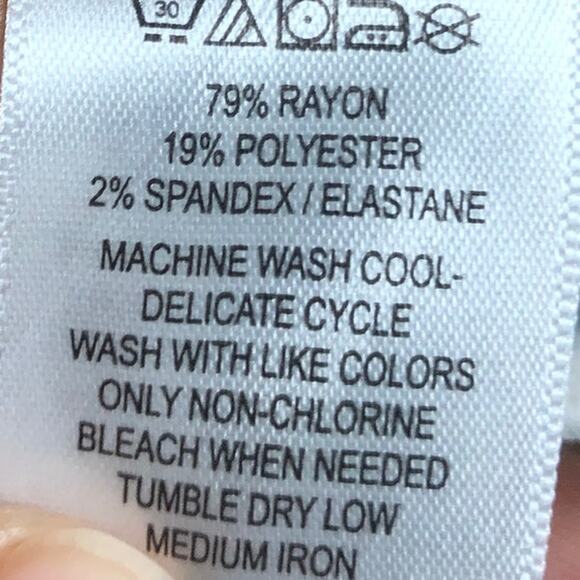 30
79% RAYON
19% POLYESTER
2% SPANDEX / ELASTANE
MACHINE WASH COOL-
DELICATE CYCLE
WASH WITH LIKE COLORS
ONLY NON-CHLORINE
BLEACH WHEN NEEDED
TUMBLE DRY LOW
MEDIUM IRON